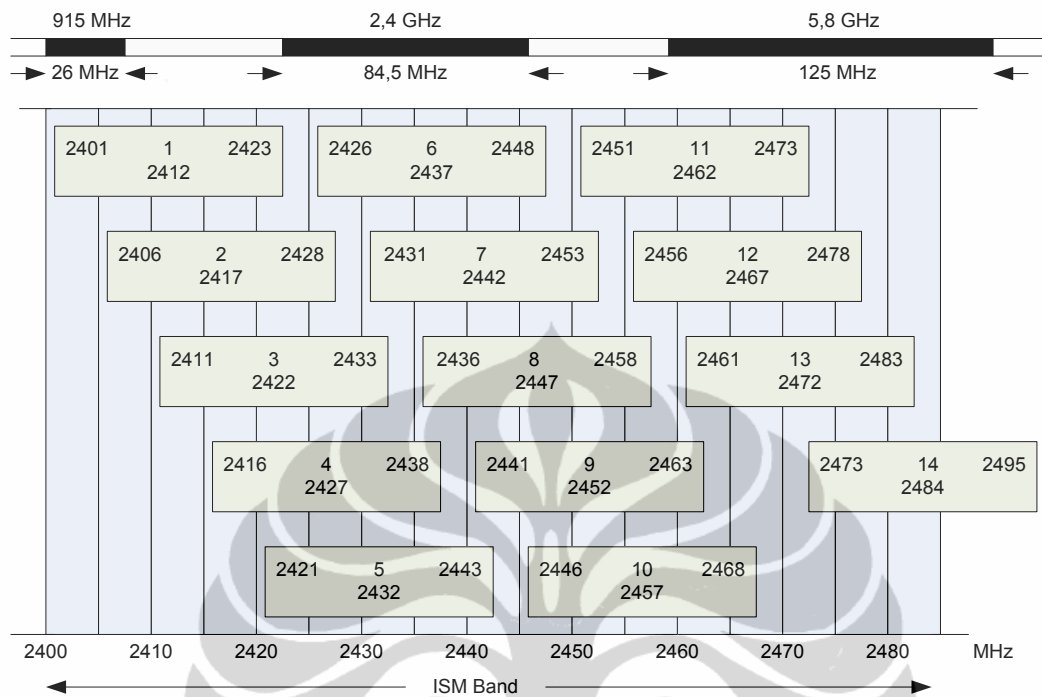 915 MHz 2,4 GHz 5,8 GHz
26 MHz 84,5 MHz 125 MHz
2401 1 2423 2426 6 2448 2451 11 2473
2412 2437 2462
2406 2 2428 2431 7 2453 2456 12 2478
2417 2442 2467
2411 3 2433 2436 8 2458 2461 13 2483
2422 2447 2472
2416 4 2438 2441 9 2463 2473 14 2495
2427 2452 2484
2421 5 2443 2446 10 2468
2432 2457
2400 2410 2420 2430 2440 2450 2460 2470 2480 MHz
ISM Band